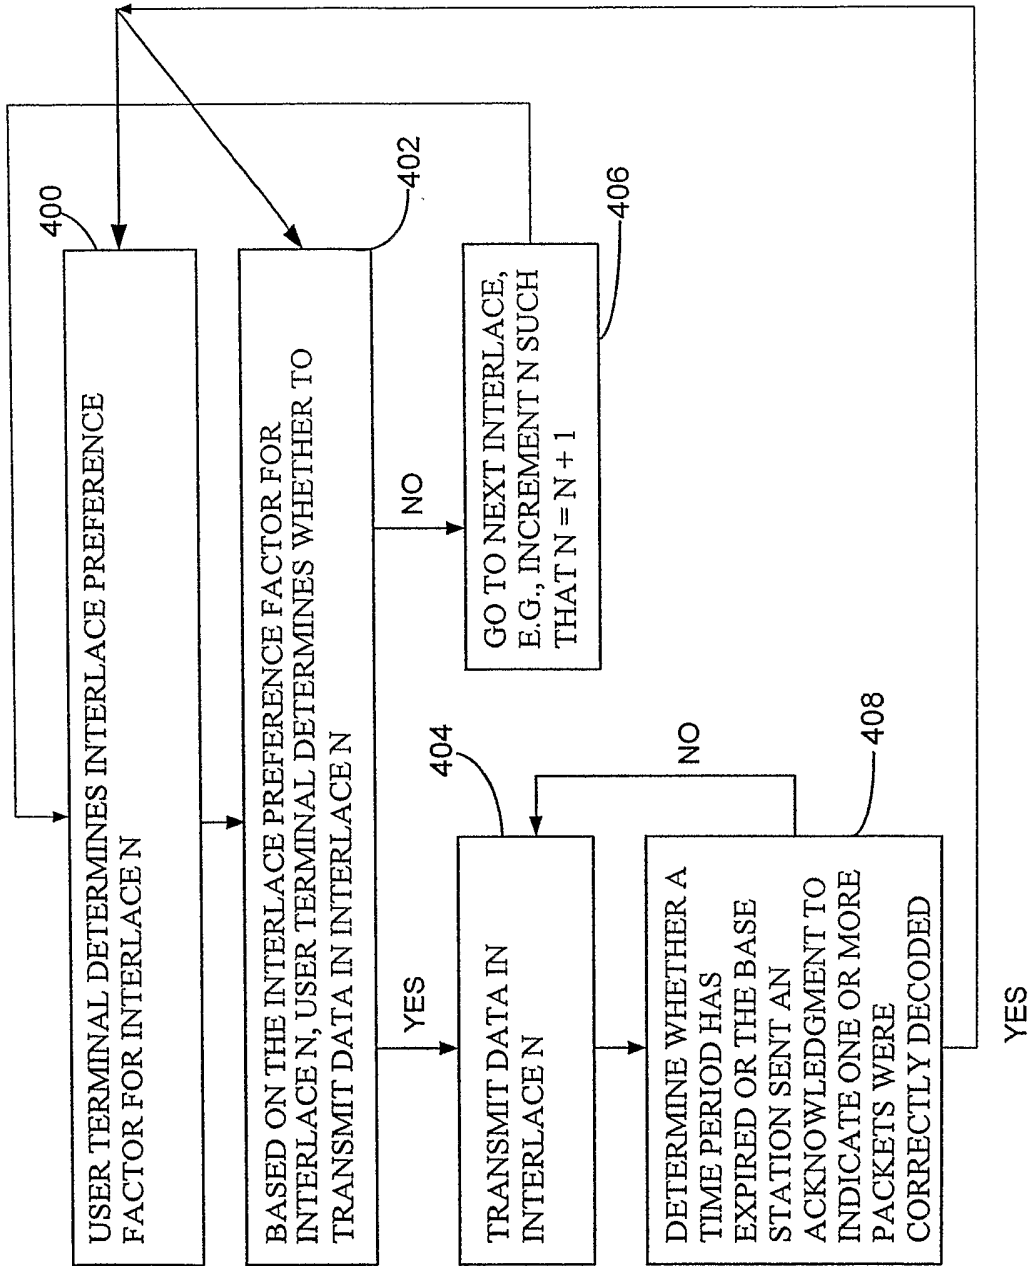 400
USER TERMINAL DETERMINES INTERLACE PREFERENCE
FACTOR FOR INTERLACE N
402
BASED ON THE INTERLACE PREFERENCE FACTOR FOR
INTERLACE N, USER TERMINAL DETERMINES WHETHER TO
TRANSMIT DATA IN INTERLACE N
YES
NO
404
TRANSMIT DATA IN
INTERLACE N
406
GO TO NEXT INTERLACE,
E.G., INCREMENT N SUCH
THAT N = N + 1
NO
408
DETERMINE WHETHER A
TIME PERIOD HAS
EXPIRED OR THE BASE
STATION SENT AN
ACKNOWLEDGMENT TO
INDICATE ONE OR MORE
PACKETS WERE
CORRECTLY DECODED
YES